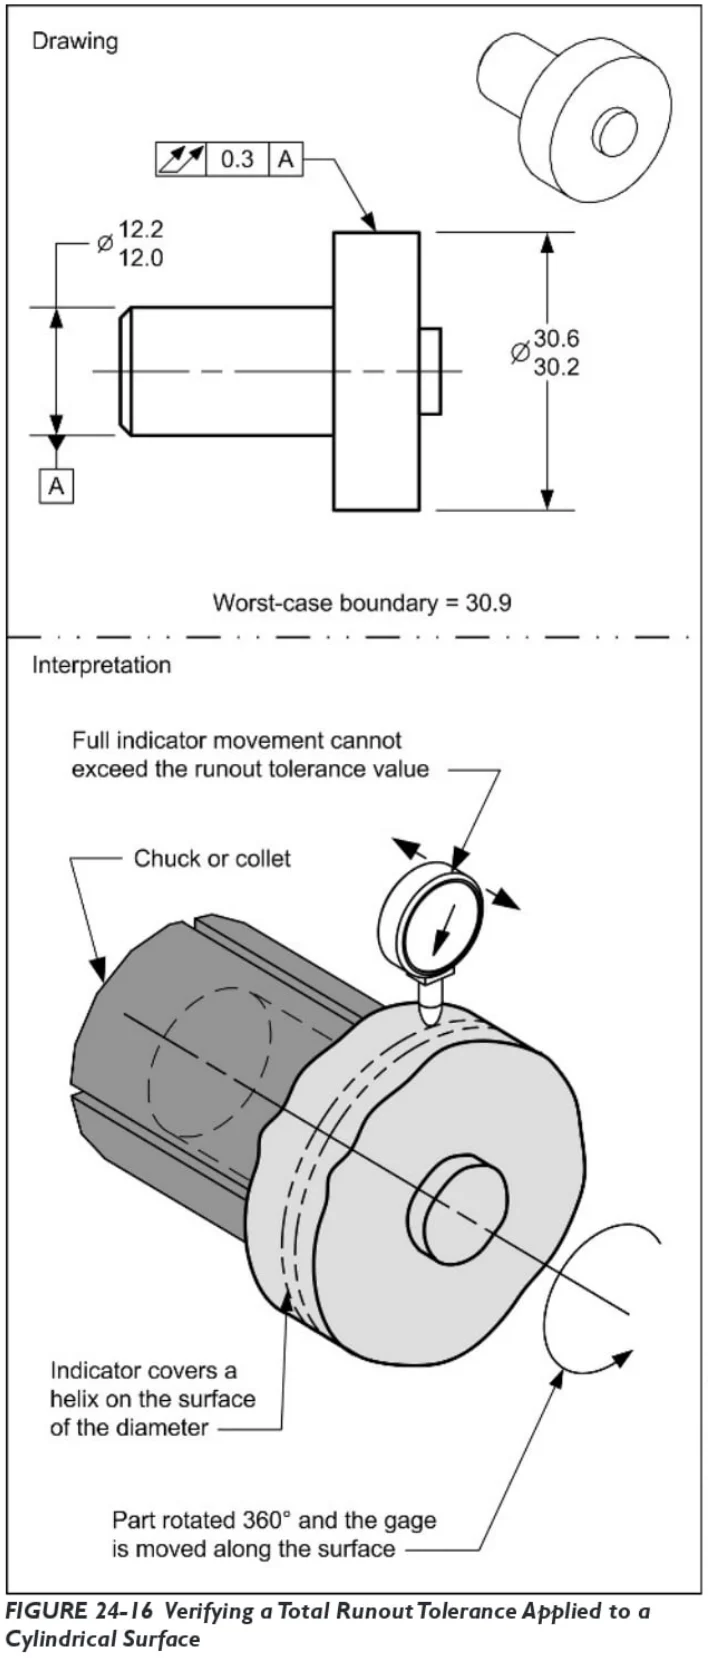 Drawing
0.3 A
⌀ 12.2
12.0
⌀ 30.6
30.2
A
Worst-case boundary = 30.9
Interpretation
Full indicator movement cannot
exceed the runout tolerance value
Chuck or collet
Indicator covers a
helix on the surface
of the diameter
Part rotated 360° and the gage
is moved along the surface
FIGURE 24-16 Verifying a Total Runout Tolerance Applied to a
Cylindrical Surface